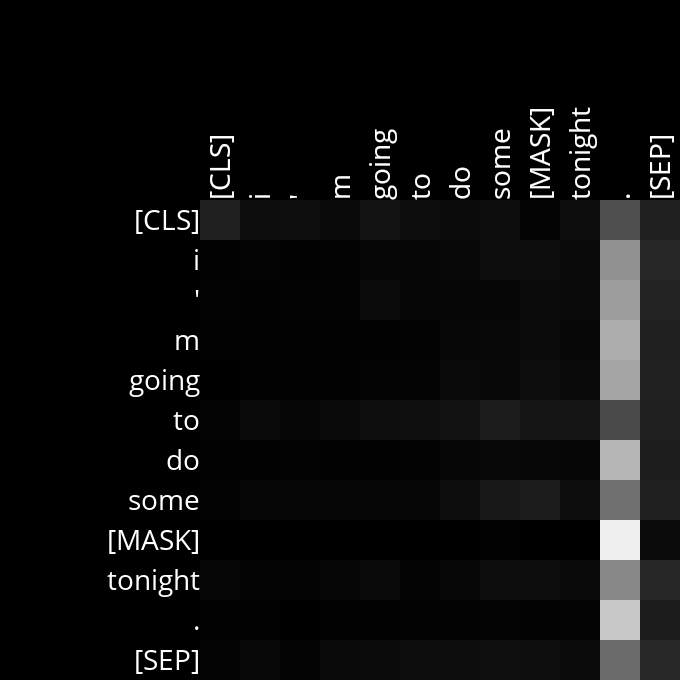 [CLS] i ' m going to do some [MASK] tonight . [SEP]
[CLS]
i
'
m
going
to
do
some
[MASK]
tonight
.
[SEP]